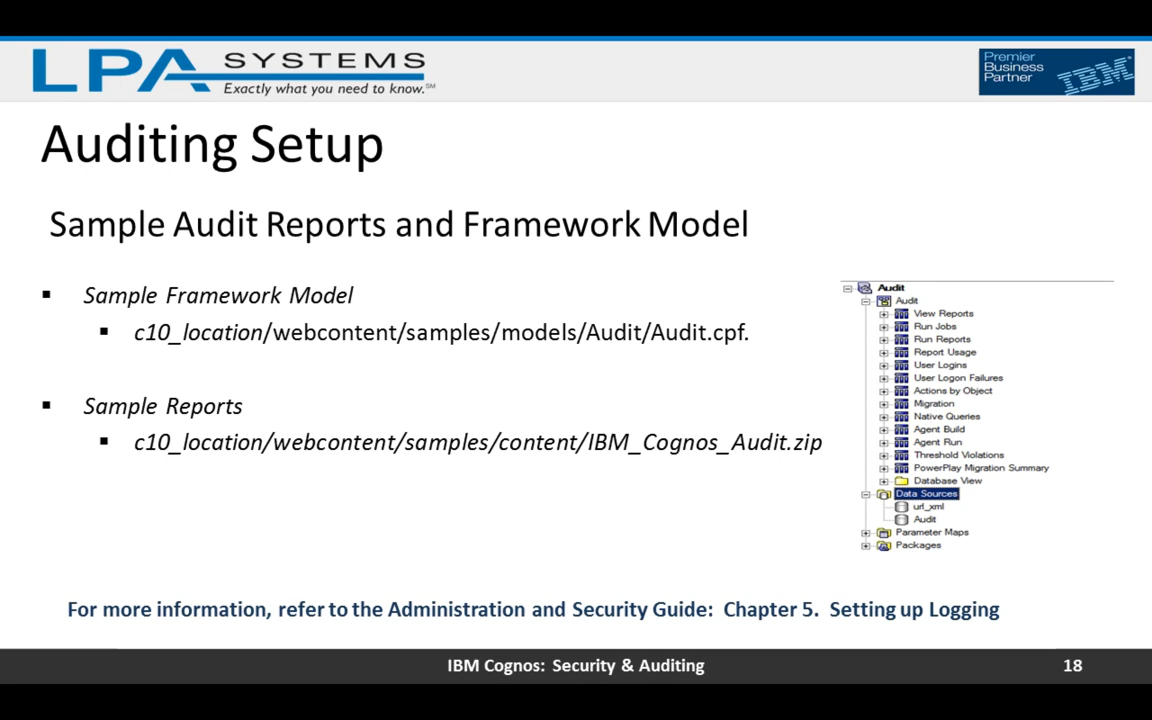 LPA SYSTEMS
Exactly what you need to know.℠
Premier
Business
Partner
IBM
Auditing Setup
Sample Audit Reports and Framework Model
▪ Sample Framework Model
▪ c10_location/webcontent/samples/models/Audit/Audit.cpf.
▪ Sample Reports
▪ c10_location/webcontent/samples/content/IBM_Cognos_Audit.zip
Audit
Audit
View Reports
Run Jobs
Run Reports
Report Usage
User Logins
User Logon Failures
Actions by Object
Migration
Native Queries
Agent Build
Agent Run
Threshold Violations
PowerPlay Migration Summary
Database View
Data Sources
url_xml
Audit
Parameter Maps
Packages
For more information, refer to the Administration and Security Guide: Chapter 5. Setting up Logging
IBM Cognos: Security & Auditing
18